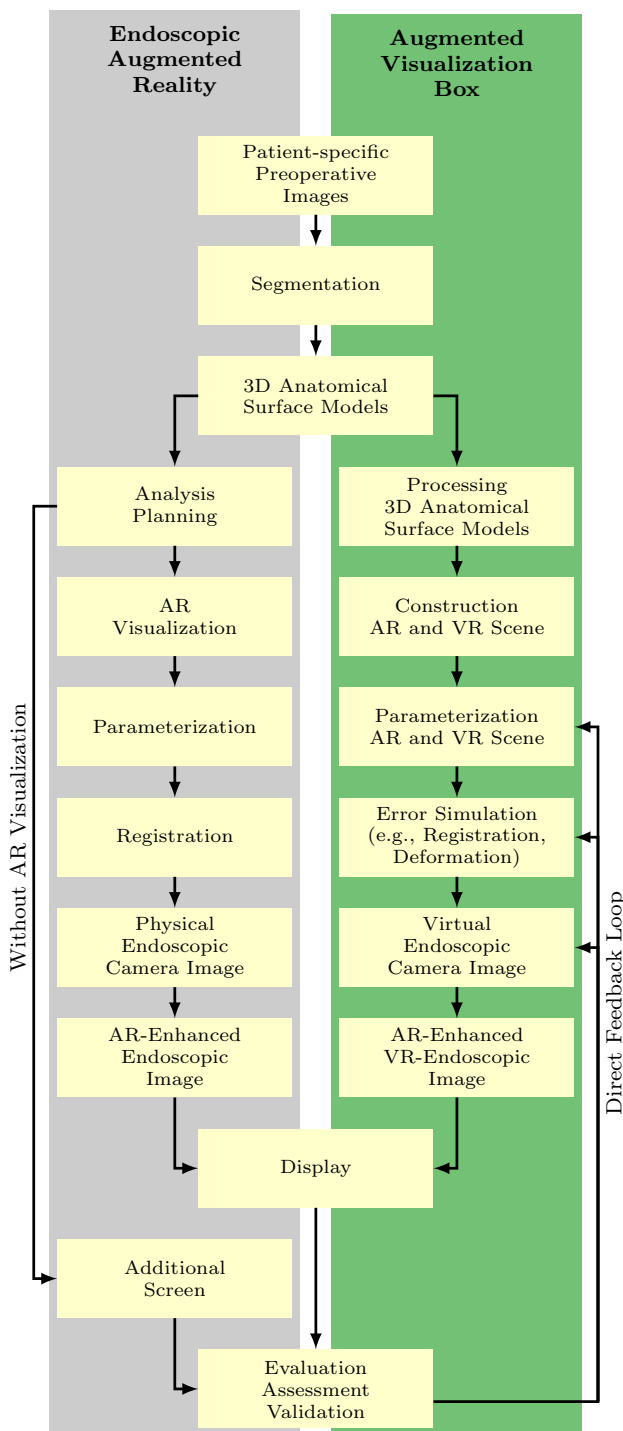 Endoscopic
Augmented
Reality
Augmented
Visualization
Box
Patient-specific
Preoperative
Images
Segmentation
3D Anatomical
Surface Models
Analysis
Planning
Processing
3D Anatomical
Surface Models
AR
Visualization
Construction
AR and VR Scene
Parameterization
Parameterization
AR and VR Scene
Registration
Error Simulation
(e.g., Registration,
Deformation)
Physical
Endoscopic
Camera Image
Virtual
Endoscopic
Camera Image
AR-Enhanced
Endoscopic
Image
AR-Enhanced
VR-Endoscopic
Image
Without AR Visualization
Direct Feedback Loop
Display
Additional
Screen
Evaluation
Assessment
Validation